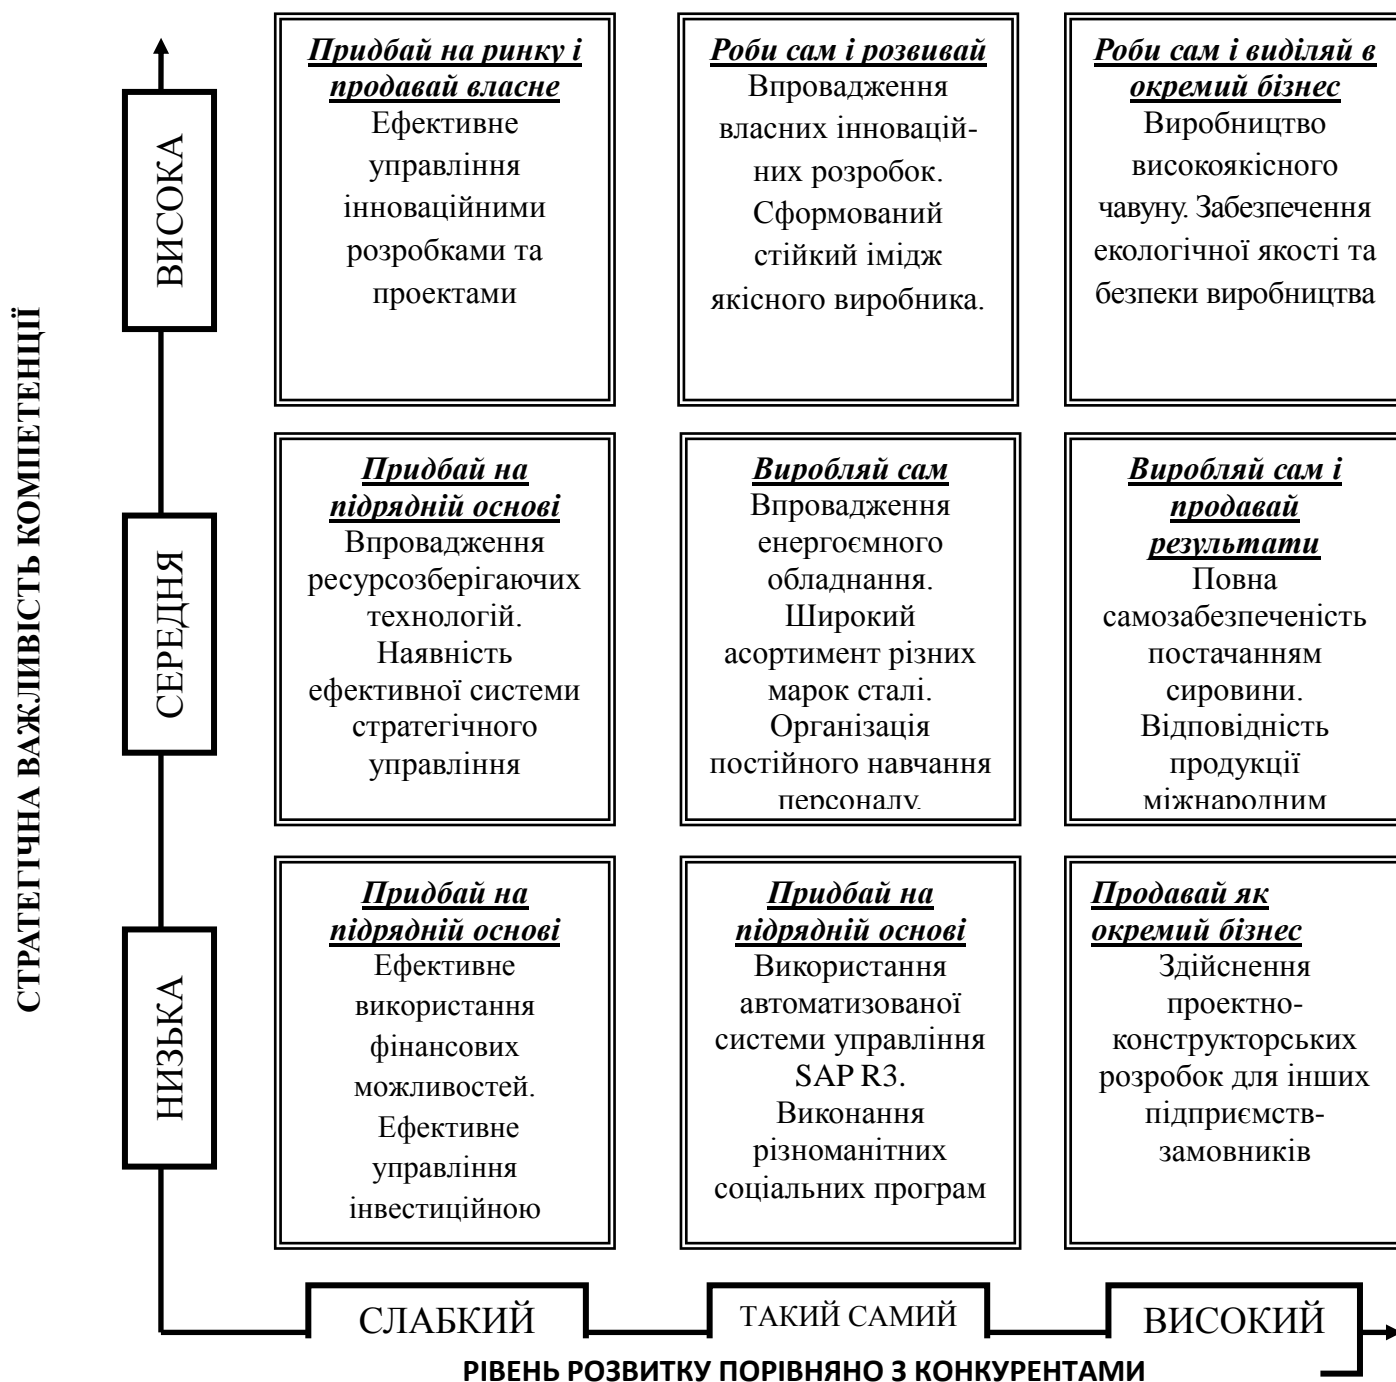 СТРАТЕГІЧНА ВАЖЛИВІСТЬ КОМПЕТЕНЦІЇ
ВИСОКА
Придбай на ринку і
продавай власне
Ефективне
управління
інноваційними
розробками та
проектами
Роби сам і розвивай
Впровадження
власних інновацій-
них розробок.
Сформований
стійкий імідж
якісного виробника.
Роби сам і виділяй в
окремий бізнес
Виробництво
високоякісного
чавуну. Забезпечення
екологічної якості та
безпеки виробництва
СЕРЕДНЯ
Придбай на
підрядній основі
Впровадження
ресурсозберігаючих
технологій.
Наявність
ефективної системи
стратегічного
управління
Виробляй сам
Впровадження
енергоємного
обладнання.
Широкий
асортимент різних
марок сталі.
Організація
постійного навчання
персоналу.
Виробляй сам і
продавай
результати
Повна
самозабезпеченість
постачанням
сировини.
Відповідність
продукції
міжнародним
НИЗЬКА
Придбай на
підрядній основі
Ефективне
використання
фінансових
можливостей.
Ефективне
управління
інвестиційною
Придбай на
підрядній основі
Використання
автоматизованої
системи управління
SAP R3.
Виконання
різноманітних
соціальних програм
Продавай як
окремий бізнес
Здійснення
проектно-
конструкторських
розробок для інших
підприємств-
замовників
СЛАБКИЙ
ТАКИЙ САМИЙ
ВИСОКИЙ
РІВЕНЬ РОЗВИТКУ ПОРІВНЯНО З КОНКУРЕНТАМИ